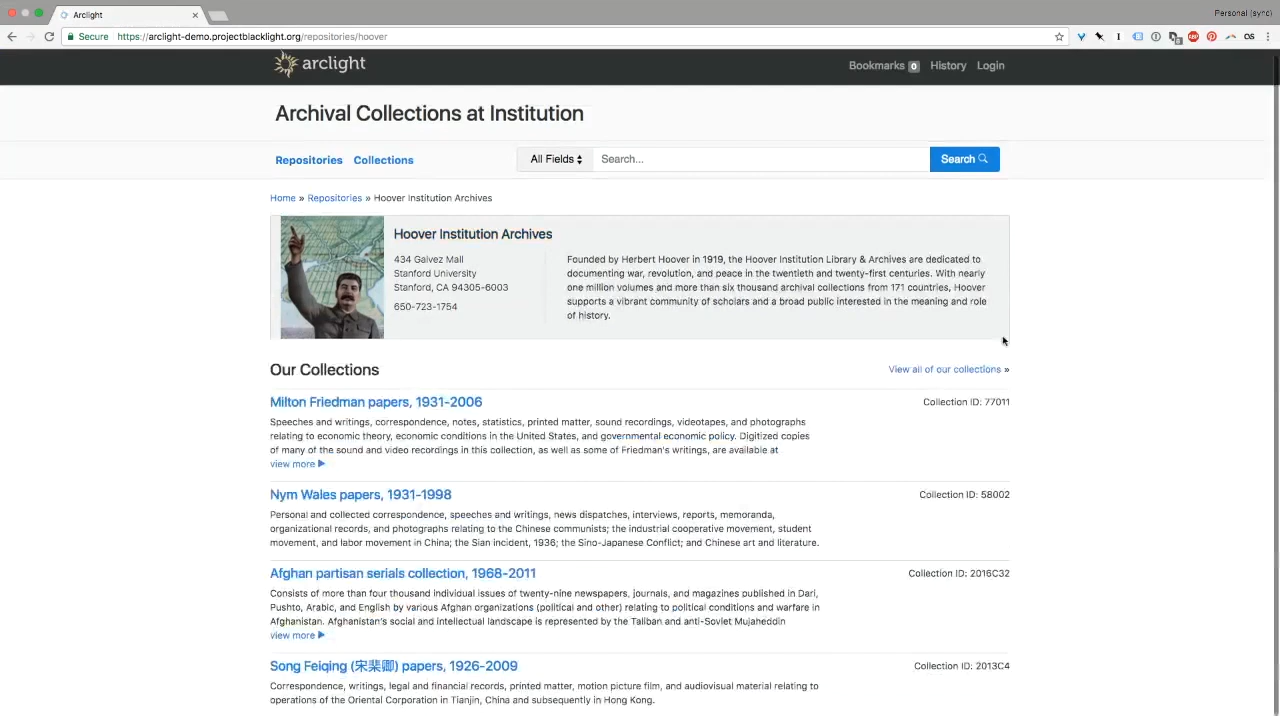 Arclight
Personal (sync)
Secure https://arclight-demo.projectblacklight.org/repositories/hoover
arclight
Bookmarks 0 History Login
Archival Collections at Institution
Repositories Collections All Fields Search... Search
Home » Repositories » Hoover Institution Archives
Hoover Institution Archives
434 Galvez Mall
Stanford University
Stanford, CA 94305-6003
650-723-1754
Founded by Herbert Hoover in 1919, the Hoover Institution Library & Archives are dedicated to
documenting war, revolution, and peace in the twentieth and twenty-first centuries. With nearly
one million volumes and more than six thousand archival collections from 171 countries, Hoover
supports a vibrant community of scholars and a broad public interested in the meaning and role
of history.
Our Collections
View all of our collections »
Milton Friedman papers, 1931-2006
Collection ID: 77011
Speeches and writings, correspondence, notes, statistics, printed matter, sound recordings, videotapes, and photographs
relating to economic theory, economic conditions in the United States, and governmental economic policy. Digitized copies
of many of the sound and video recordings in this collection, as well as some of Friedman's writings, are available at
view more
Nym Wales papers, 1931-1998
Collection ID: 58002
Personal and collected correspondence, speeches and writings, news dispatches, interviews, reports, memoranda,
organizational records, and photographs relating to the Chinese communists; the industrial cooperative movement, student
movement, and labor movement in China; the Sian incident, 1936; the Sino-Japanese Conflict; and Chinese art and literature.
Afghan partisan serials collection, 1968-2011
Collection ID: 2016C32
Consists of more than four thousand individual issues of twenty-nine newspapers, journals, and magazines published in Dari,
Pushto, Arabic, and English by various Afghan organizations (political and other) relating to political conditions and warfare in
Afghanistan. Afghanistan's social and intellectual landscape is represented by the Taliban and anti-Soviet Mujaheddin
view more
Song Feiqing (宋裴卿) papers, 1926-2009
Collection ID: 2013C4
Correspondence, writings, legal and financial records, printed matter, motion picture film, and audiovisual material relating to
operations of the Oriental Corporation in Tianjin, China and subsequently in Hong Kong.